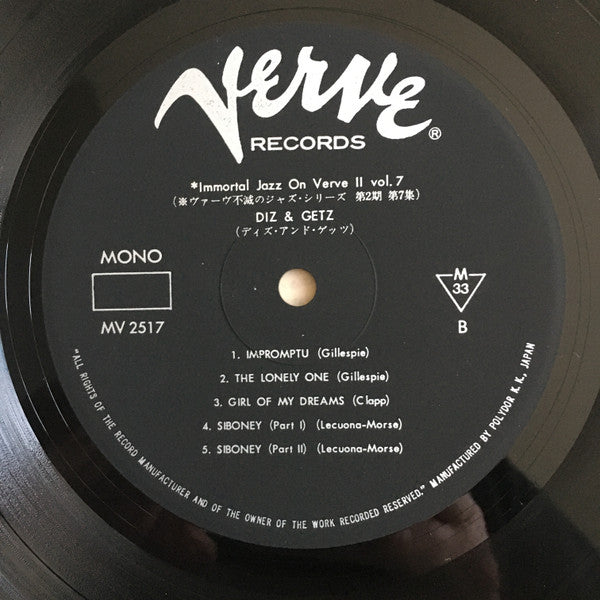 Verve®
RECORDS
*Immortal Jazz On Verve II vol.7
(※ヴァーヴ不滅のジャズ・シリーズ 第2期 第7集)
DIZ & GETZ
(ディズ・アンド・ゲッツ)
MONO
MV 2517
M
33
B
1. IMPROMPTU (Gillespie)
2. THE LONELY ONE (Gillespie)
3. GIRL OF MY DREAMS (Clapp)
4. SIBONEY (Part I) (Lecuona-Morse)
5. SIBONEY (Part II) (Lecuona-Morse)
"ALL RIGHTS OF THE RECORD MANUFACTURER AND OF THE OWNER OF THE WORK RECORDED RESERVED." MANUFACTURED BY POLYDOR K.K., JAPAN